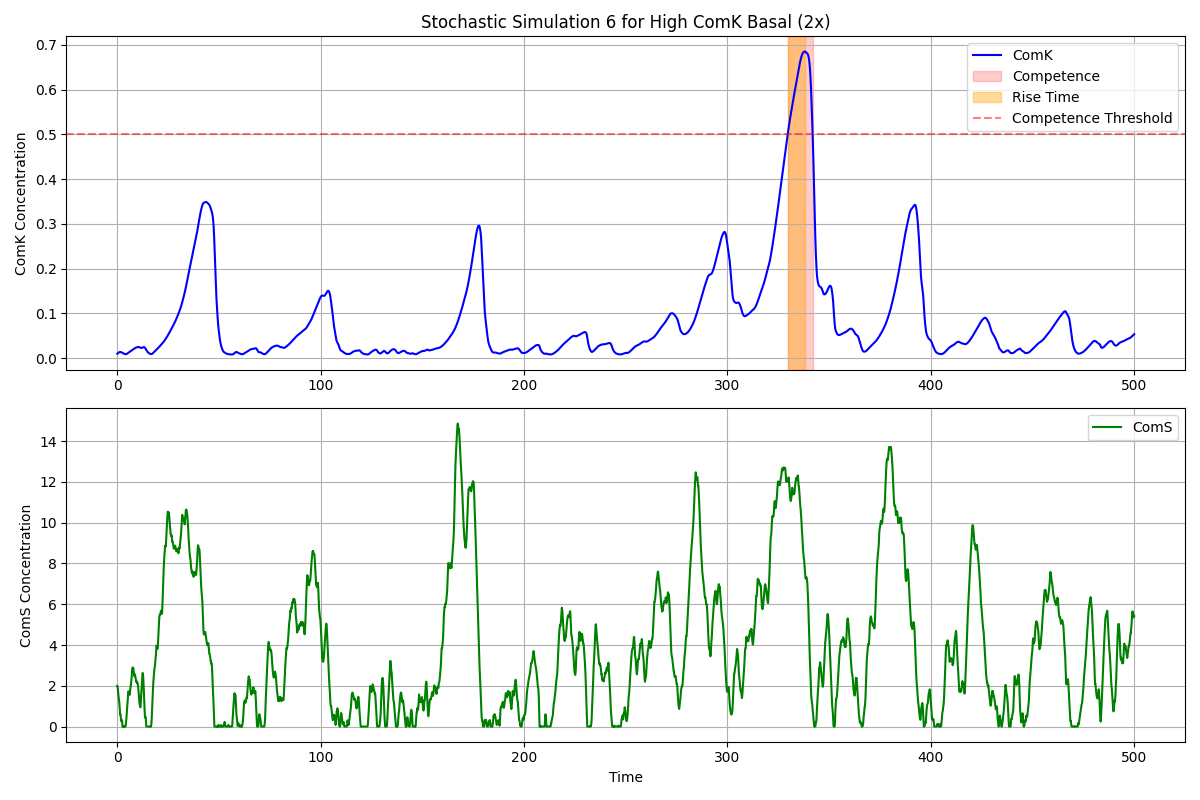 Stochastic Simulation 6 for High ComK Basal (2x)
ComK Concentration
0.7
0.6
0.5
0.4
0.3
0.2
0.1
0.0
ComK
Competence
Rise Time
Competence Threshold
0 100 200 300 400 500
ComS Concentration
14
12
10
8
6
4
2
0
ComS
0 100 200 300 400 500
Time